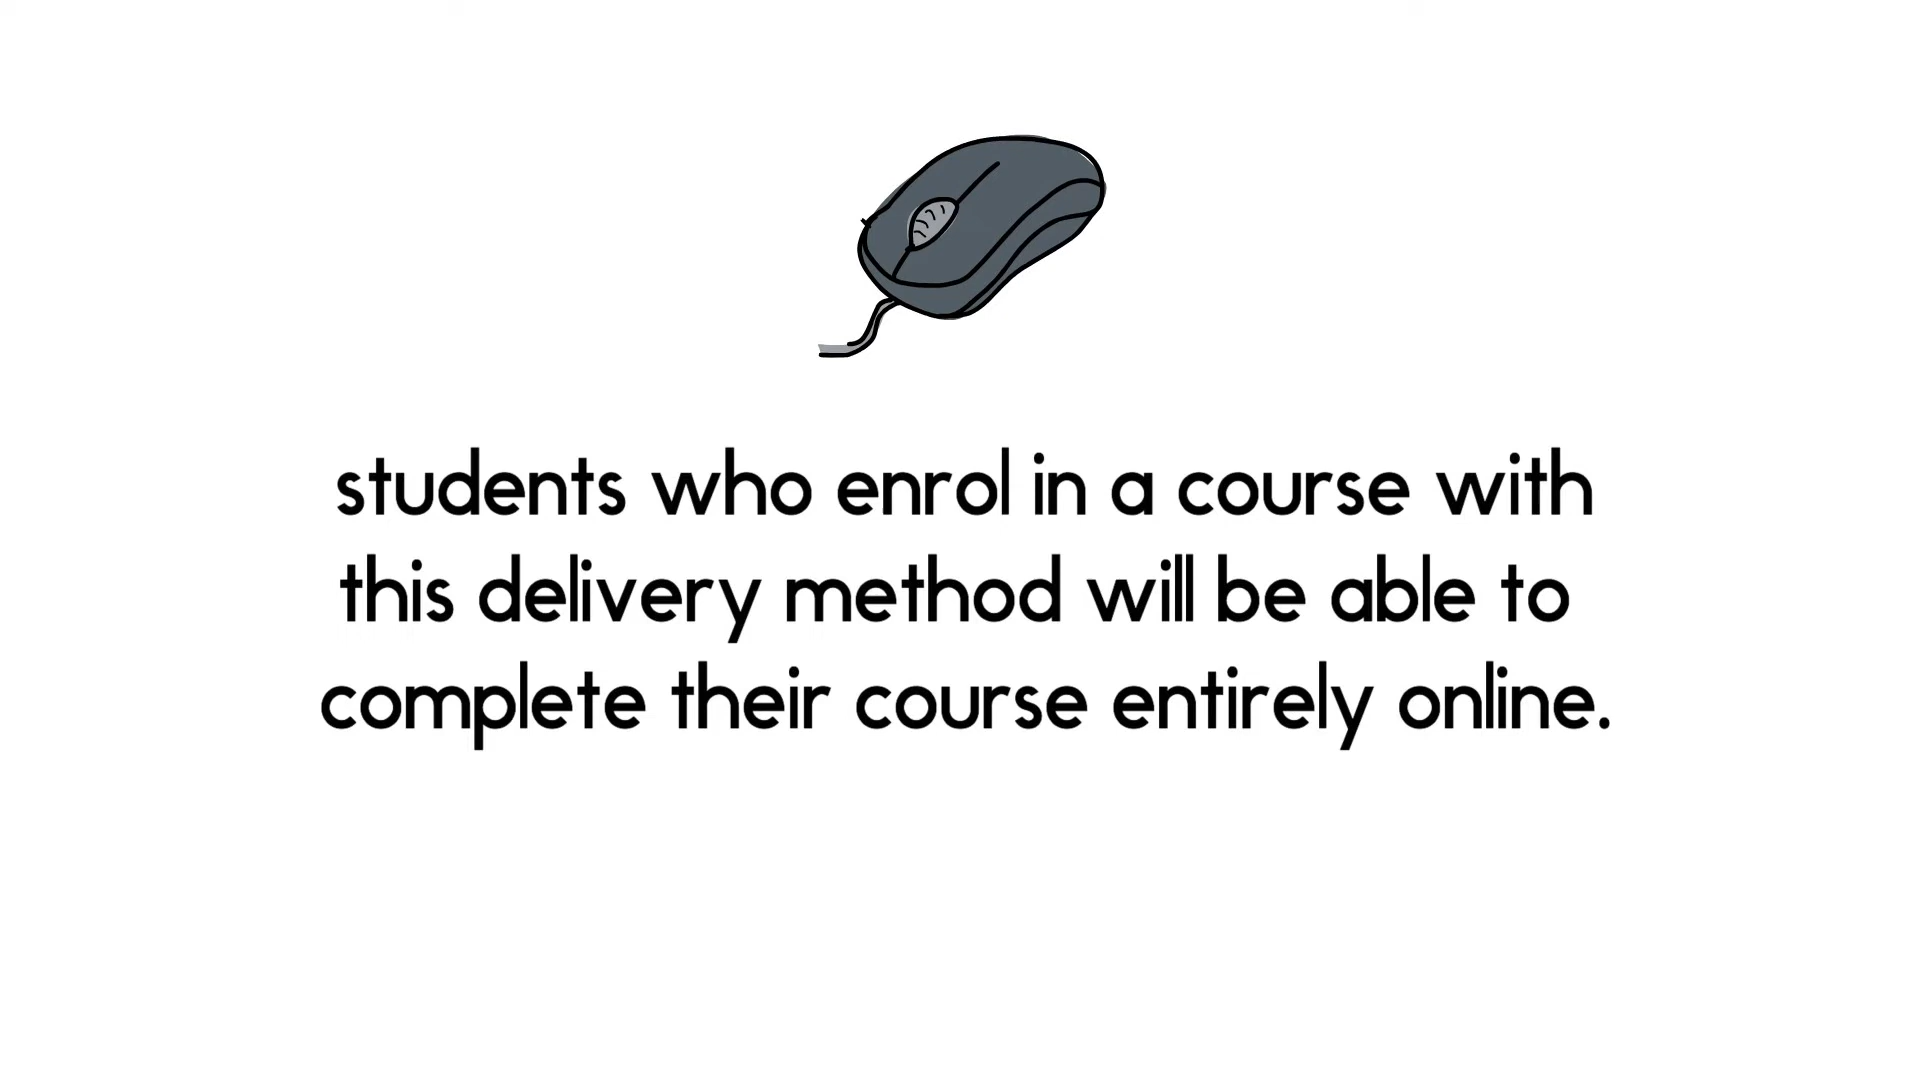 students who enrol in a course with
this delivery method will be able to
complete their course entirely online.